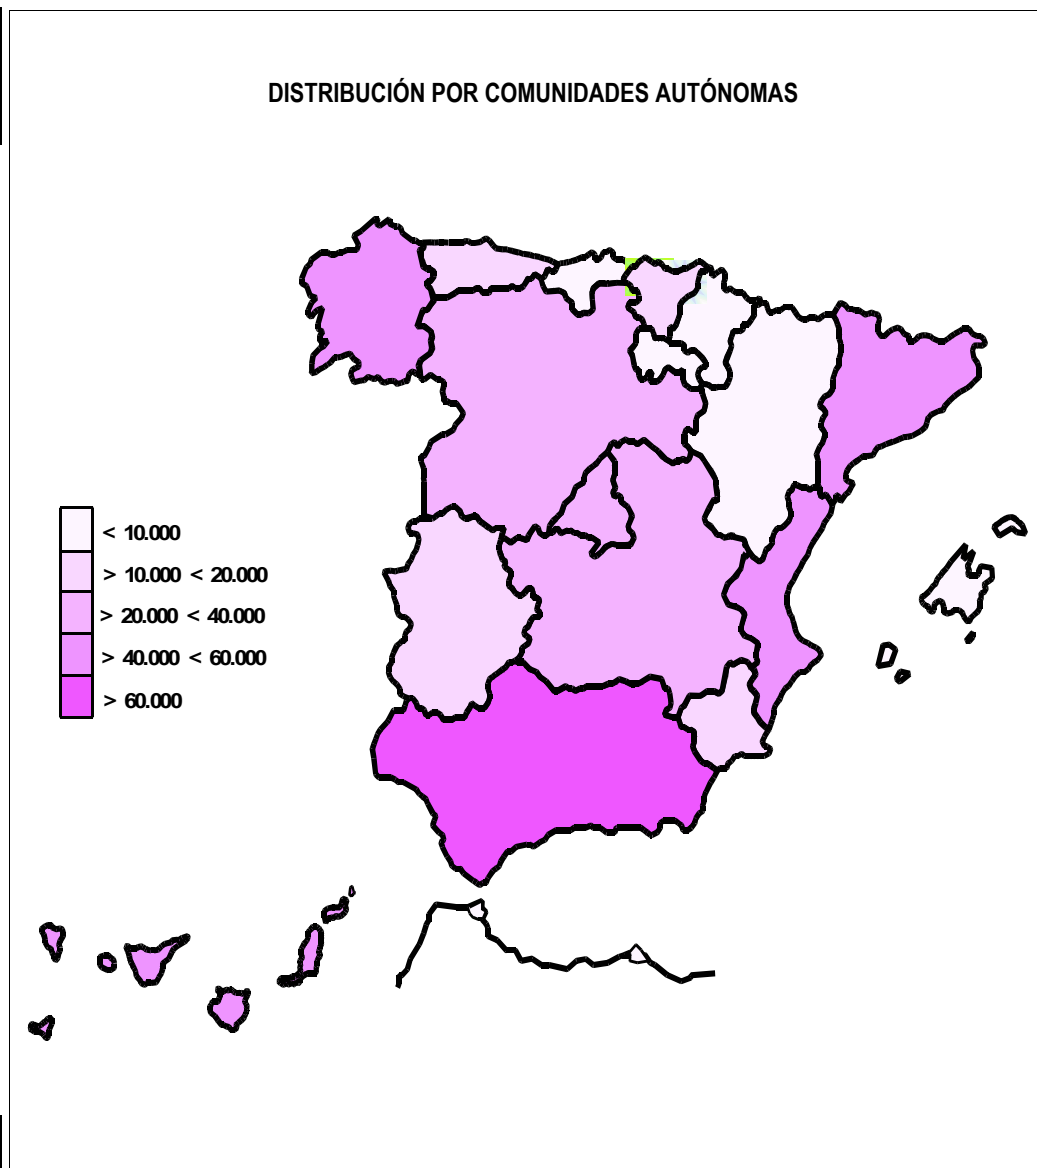 DISTRIBUCIÓN POR COMUNIDADES AUTÓNOMAS
< 10.000
> 10.000 < 20.000
> 20.000 < 40.000
> 40.000 < 60.000
> 60.000